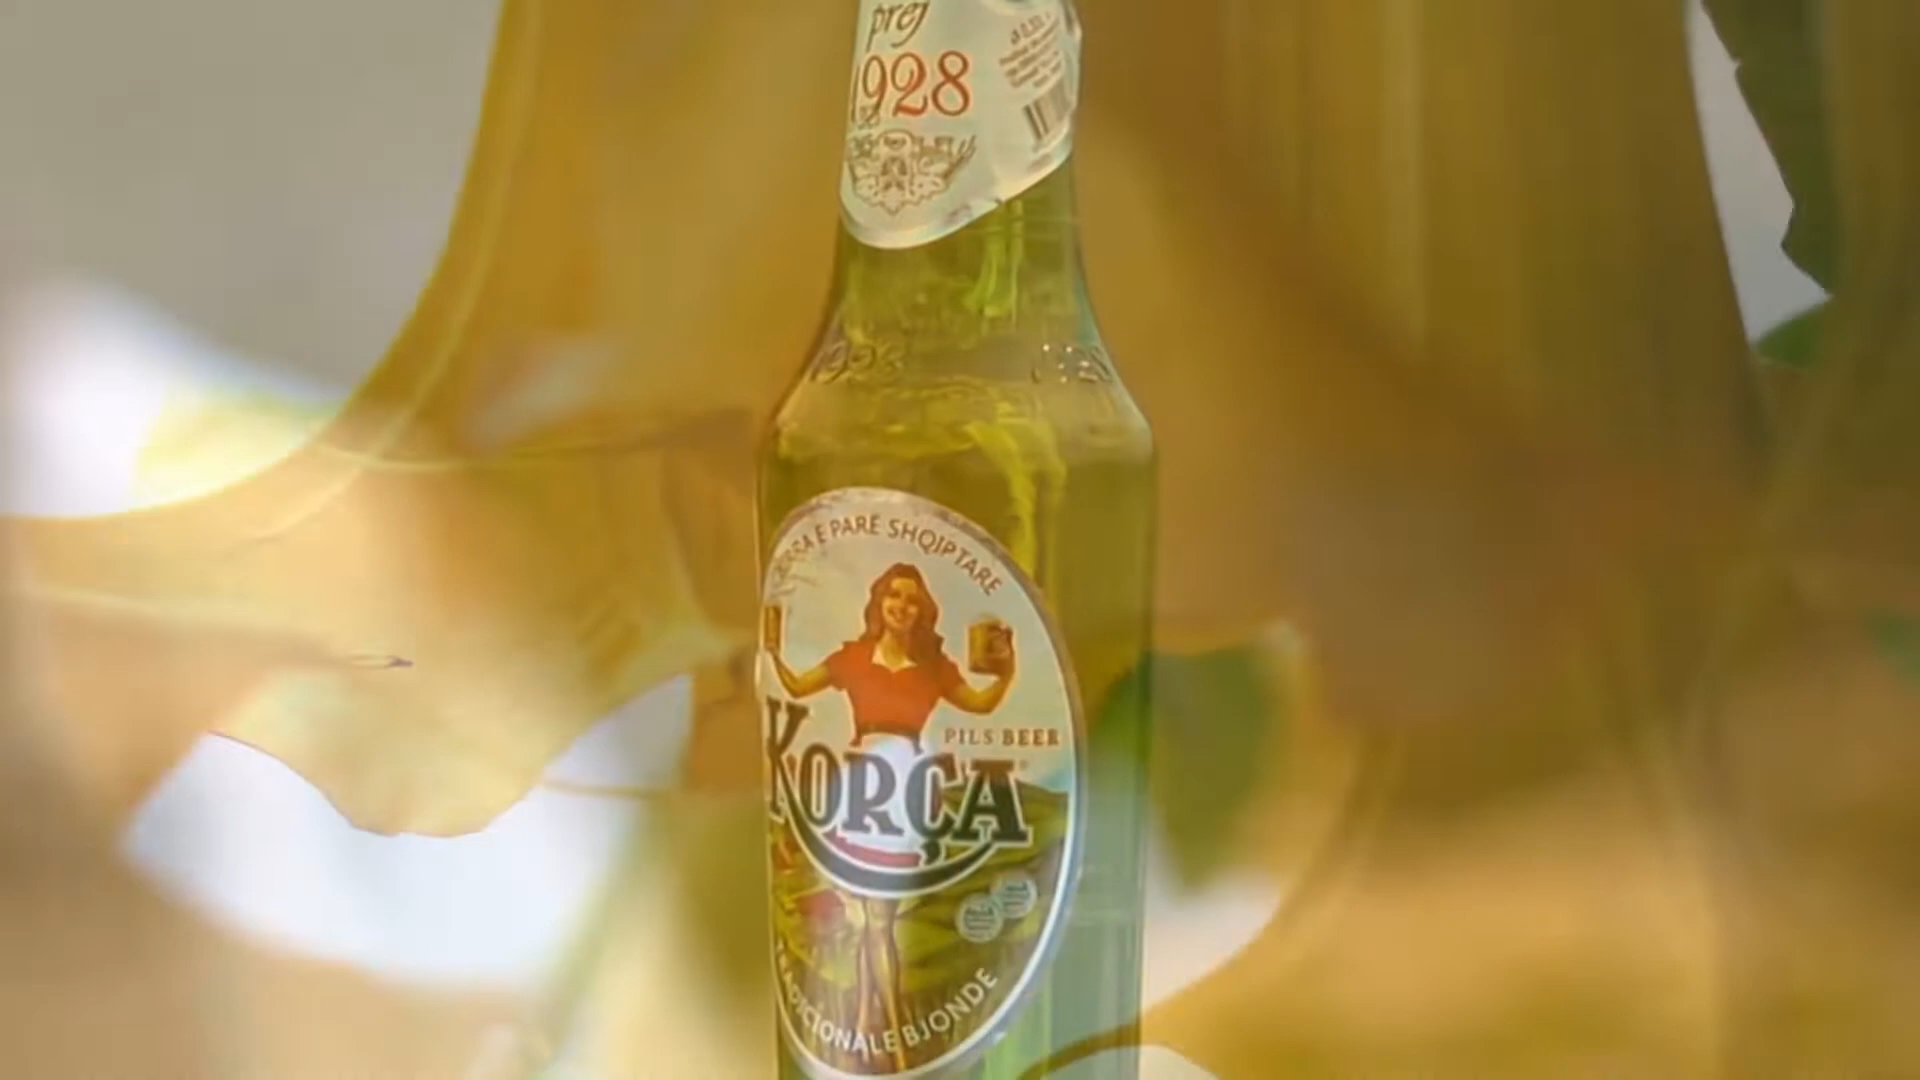 prej
1928
BIRRA E PARË SHQIPTARE
PILS BEER
KORÇA
TRADICIONALE BJONDE